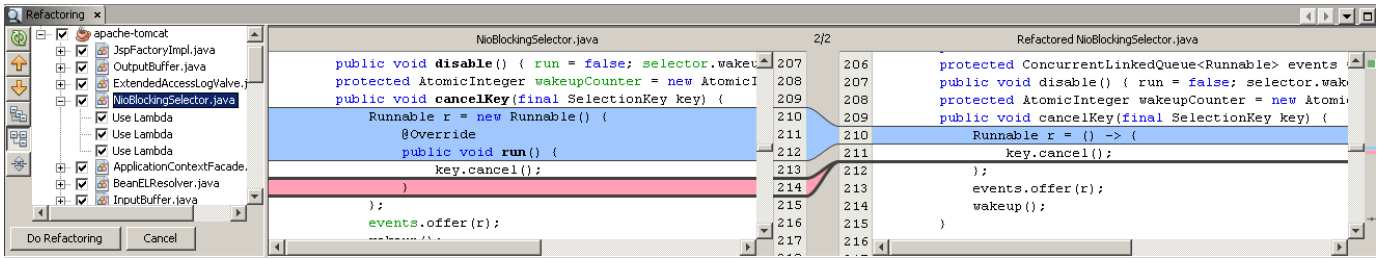 Refactoring ×
apache-tomcat
JspFactoryImpl.java
OutputBuffer.java
ExtendedAccessLogValve.j
NioBlockingSelector.java
Use Lambda
Use Lambda
Use Lambda
ApplicationContextFacade.
BeanELResolver.java
InputBuffer.java
Do Refactoring Cancel
NioBlockingSelector.java
2/2
Refactored NioBlockingSelector.java
public void disable() { run = false; selector.wakeu 207
protected AtomicInteger wakeupCounter = new AtomicI 208
public void cancelKey(final SelectionKey key) { 209
Runnable r = new Runnable() { 210
@Override 211
public void run() { 212
key.cancel(); 213
} 214
}; 215
events.offer(r); 216
217
206 protected ConcurrentLinkedQueue<Runnable> events
207 public void disable() { run = false; selector.wak
208 protected AtomicInteger wakeupCounter = new Atomi
209 public void cancelKey(final SelectionKey key) {
210 Runnable r = () -> {
211 key.cancel();
212 };
213 events.offer(r);
214 wakeup();
215 }
216